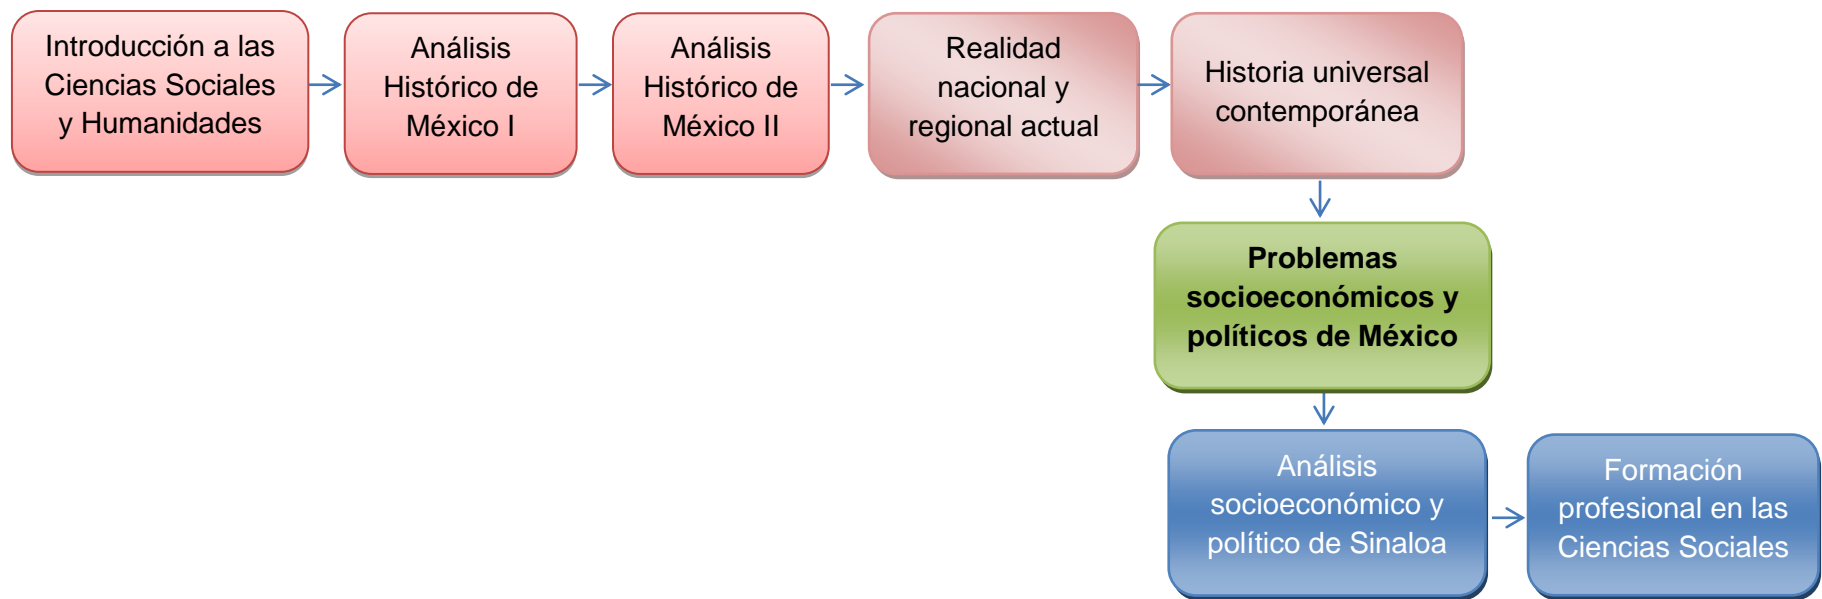 Introducción a las
Ciencias Sociales
y Humanidades
Análisis
Histórico de
México I
Análisis
Histórico de
México II
Realidad
nacional y
regional actual
Historia universal
contemporánea
Problemas
socioeconómicos y
políticos de México
Análisis
socioeconómico y
político de Sinaloa
Formación
profesional en las
Ciencias Sociales